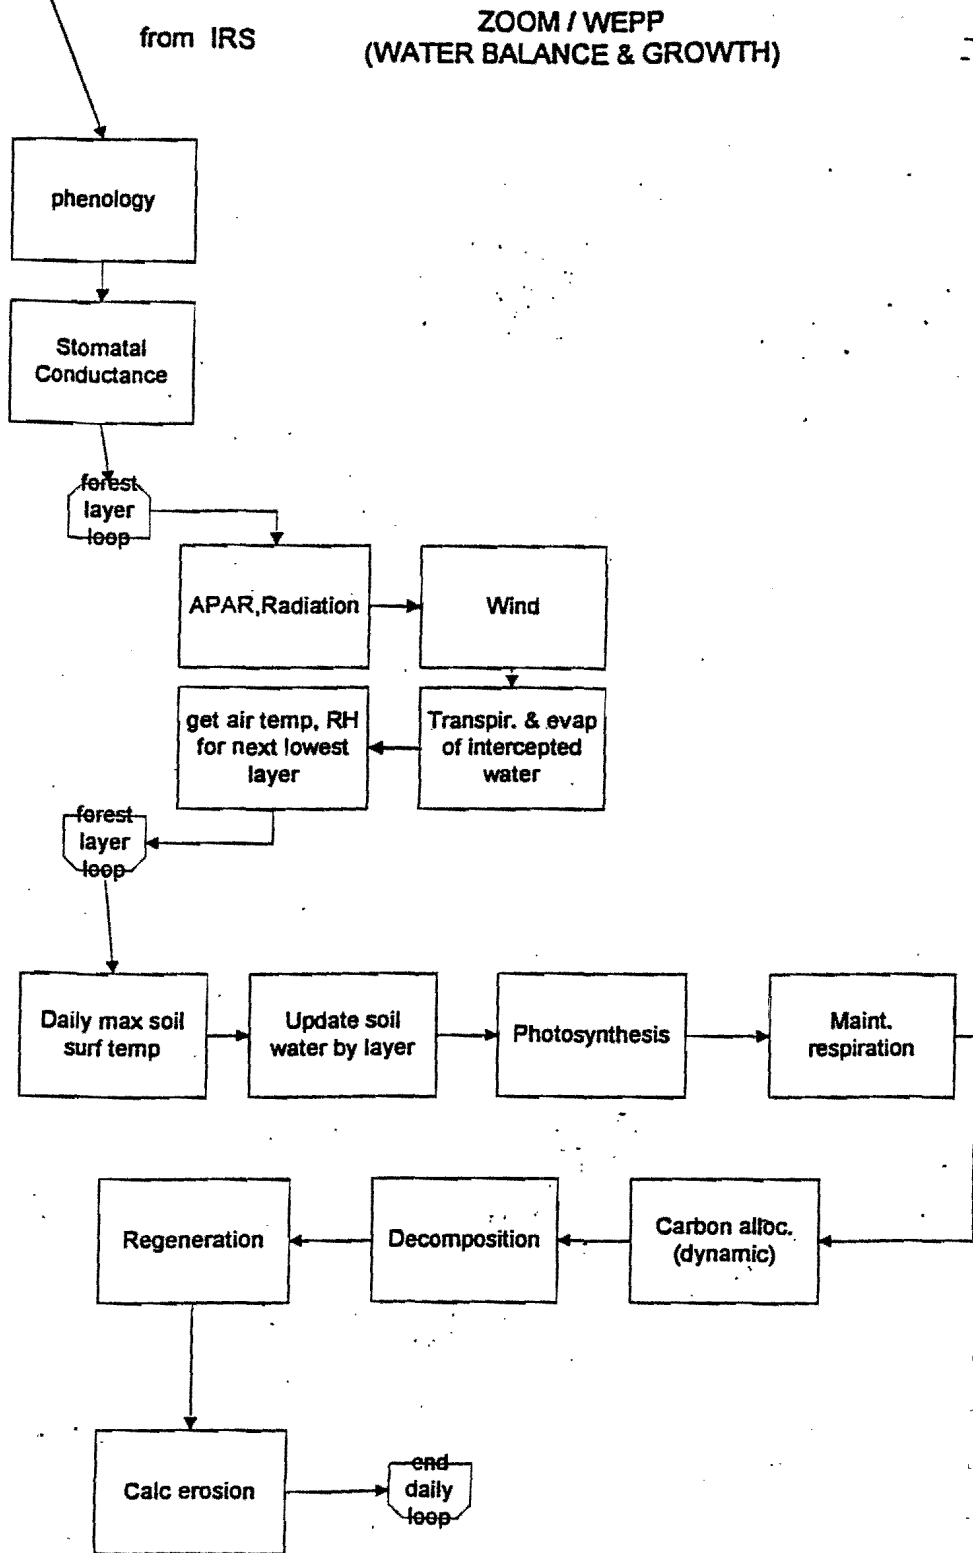 from IRS
ZOOM / WEPP
(WATER BALANCE & GROWTH)
phenology
Stomatal
Conductance
forest
layer
loop
APAR,Radiation
Wind
get air temp, RH
for next lowest
layer
Transpir. & evap
of intercepted
water
forest
layer
loop
Daily max soil
surf temp
Update soil
water by layer
Photosynthesis
Maint.
respiration
Regeneration
Decomposition
Carbon alloc.
(dynamic)
Calc erosion
end
daily
loop